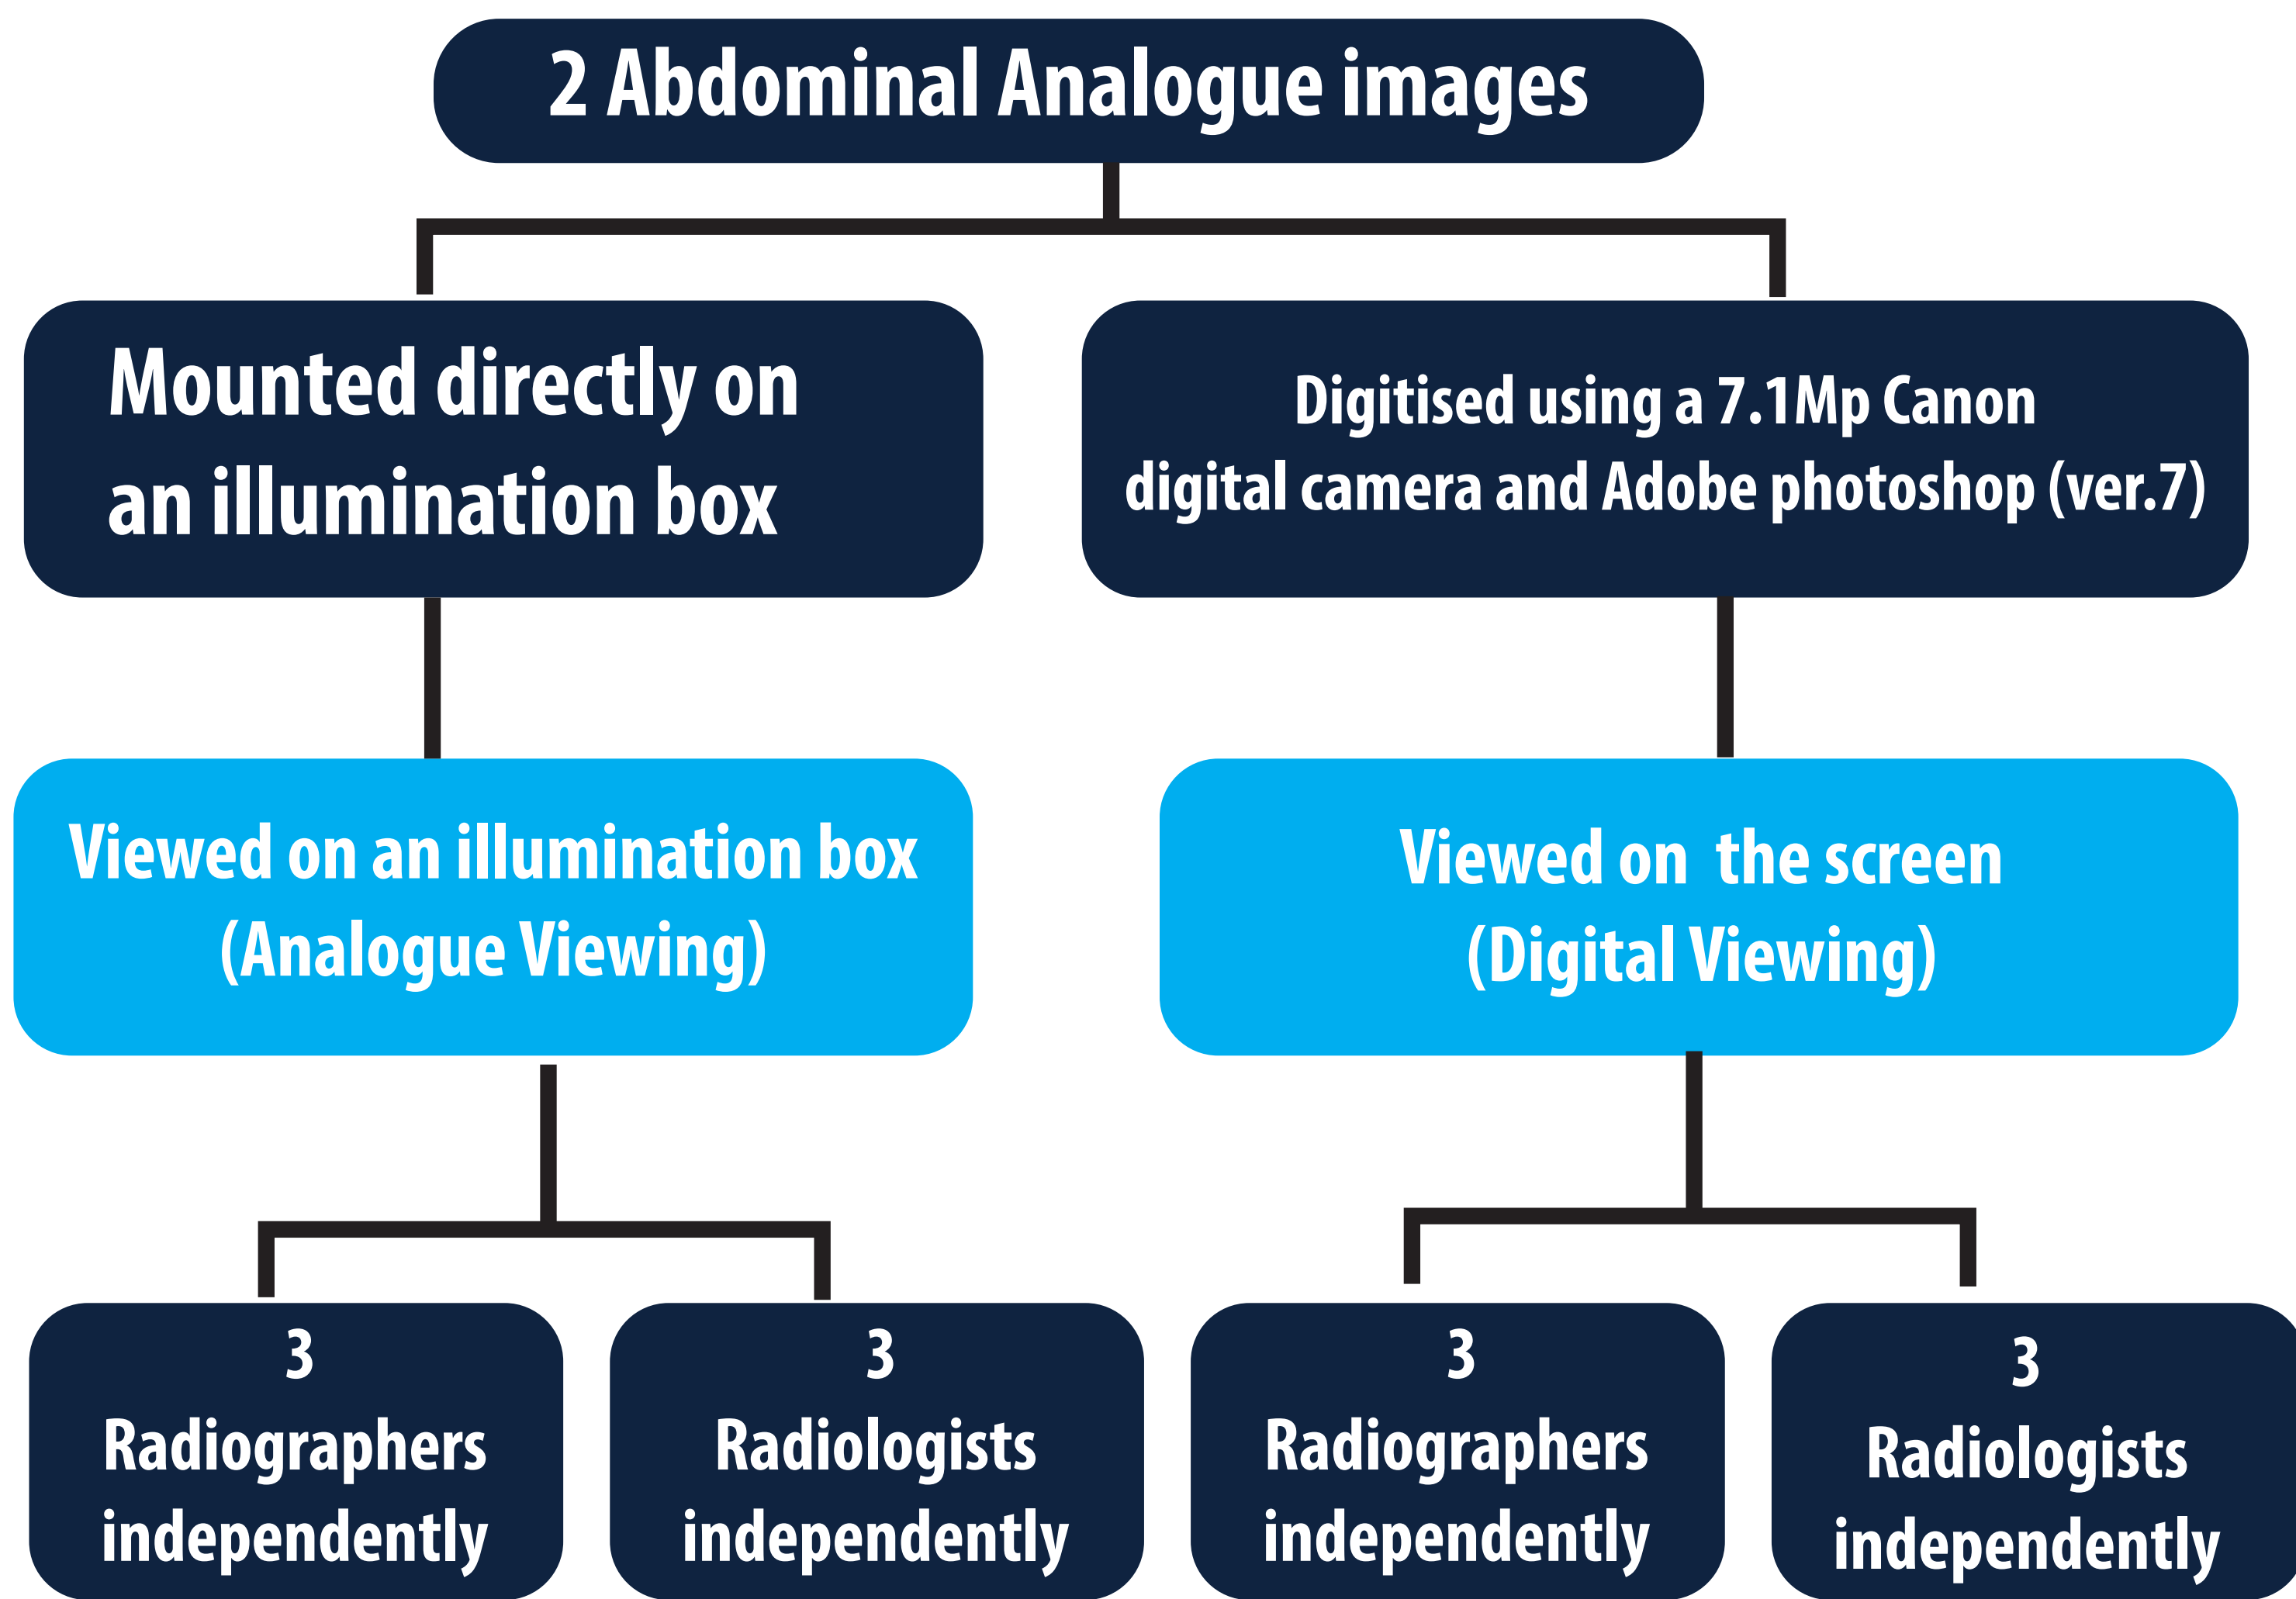 2 Abdominal Analogue images
Mounted directly on
an illumination box
Digitised using a 7.1Mp Canon
digital camera and Adobe photoshop (ver.7)
Viewed on an illumination box
(Analogue Viewing)
Viewed on the screen
(Digital Viewing)
3
Radiographers
independently
3
Radiologists
independently
3
Radiographers
independently
3
Radiologists
independently